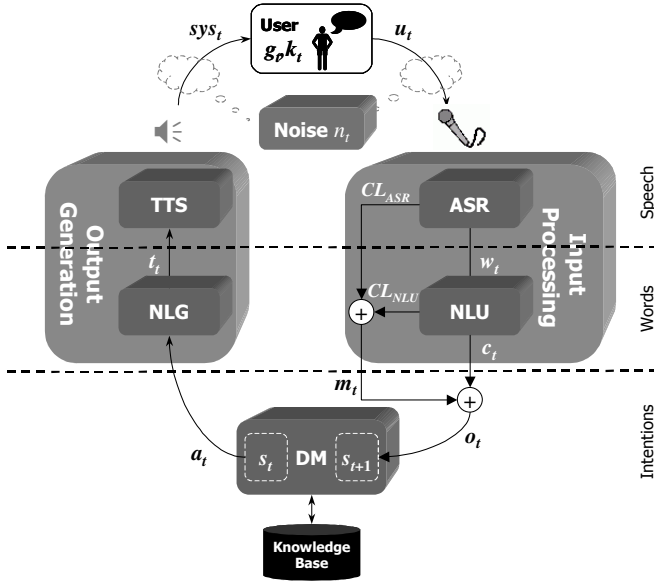 sys_t
User
g_t, k_t
u_t
Noise n_t
TTS
Output
Generation
t_t
NLG
CL_ASR
ASR
Input
Processing
w_t
CL_NLU
+
NLU
c_t
m_t
+
o_t
a_t
s_t
DM
s_{t+1}
Knowledge
Base
Speech
Words
Intentions